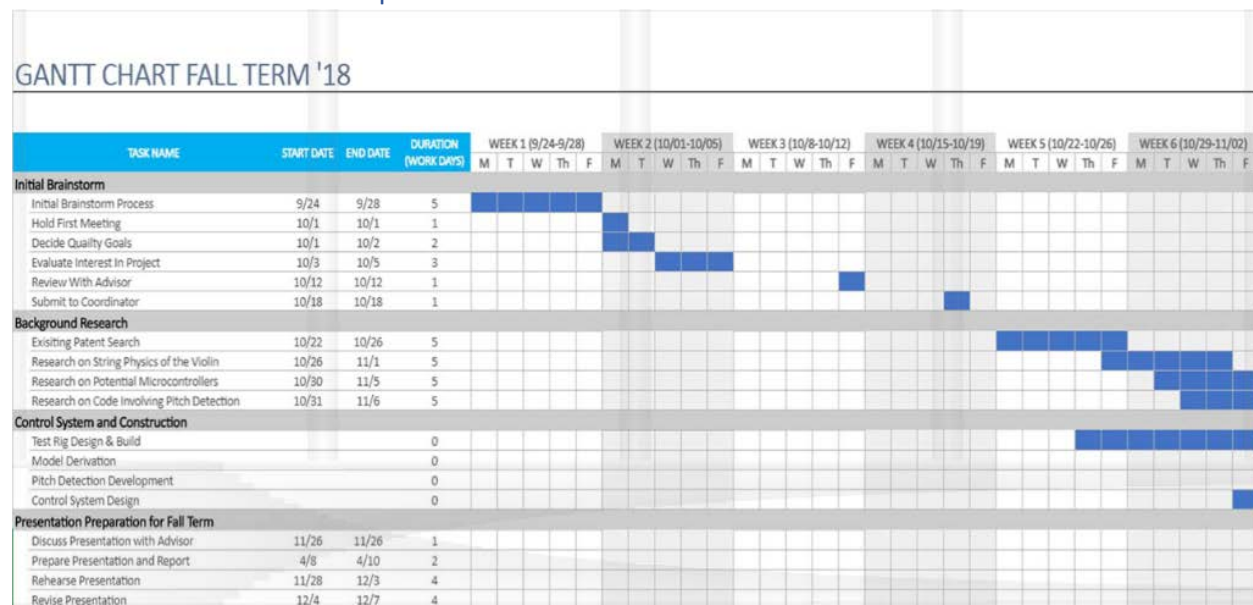 GANTT CHART FALL TERM '18
TASK NAME START DATE END DATE DURATION (WORK DAYS) WEEK 1 (9/24-9/28) WEEK 2 (10/01-10/05) WEEK 3 (10/8-10/12) WEEK 4 (10/15-10/19) WEEK 5 (10/22-10/26) WEEK 6 (10/29-11/02)
M T W Th F M T W Th F M T W Th F M T W Th F M T W Th F M T W Th F
Initial Brainstorm
Initial Brainstorm Process 9/24 9/28 5
Hold First Meeting 10/1 10/1 1
Decide Quailty Goals 10/1 10/2 2
Evaluate Interest In Project 10/3 10/5 3
Review With Advisor 10/12 10/12 1
Submit to Coordinator 10/18 10/18 1
Background Research
Exisiting Patent Search 10/22 10/26 5
Research on String Physics of the Violin 10/26 11/1 5
Research on Potential Microcontrollers 10/30 11/5 5
Research on Code Involving Pitch Detection 10/31 11/6 5
Control System and Construction
Test Rig Design & Build 0
Model Derivation 0
Pitch Detection Development 0
Control System Design 0
Presentation Preparation for Fall Term
Discuss Presentation with Advisor 11/26 11/26 1
Prepare Presentation and Report 4/8 4/10 2
Rehearse Presentation 11/28 12/3 4
Revise Presentation 12/4 12/7 4